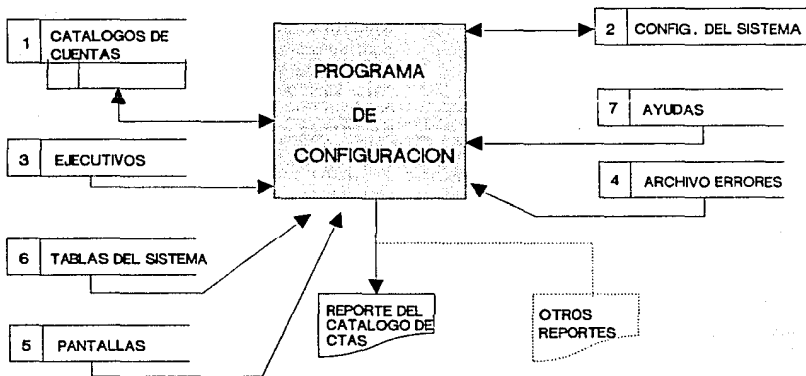 1 CATALOGOS DE
CUENTAS
PROGRAMA
DE
CONFIGURACION
2 CONFIG. DEL SISTEMA
7 AYUDAS
3 EJECUTIVOS
4 ARCHIVO ERRORES
6 TABLAS DEL SISTEMA
5 PANTALLAS
REPORTE DEL
CATALOGO DE
CTAS
OTROS
REPORTES